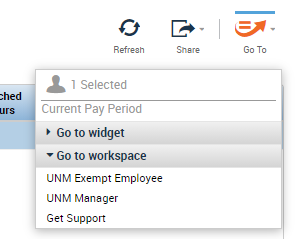 Refresh
Share
Go To
ched
urs
1 Selected
Current Pay Period
Go to widget
Go to workspace
UNM Exempt Employee
UNM Manager
Get Support